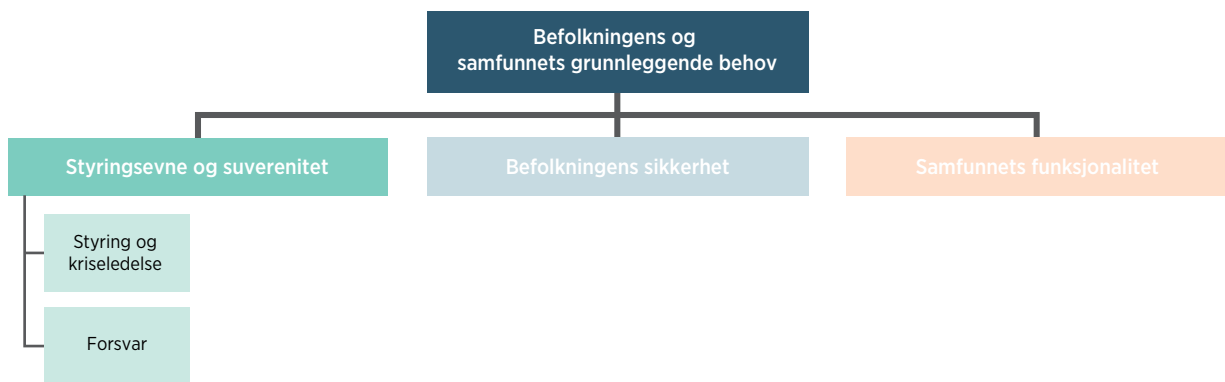 Befolkningens og
samfunnets grunnleggende behov
Styringsevne og suverenitet
Befolkningens sikkerhet
Samfunnets funksjonalitet
Styring og
kriseledelse
Forsvar